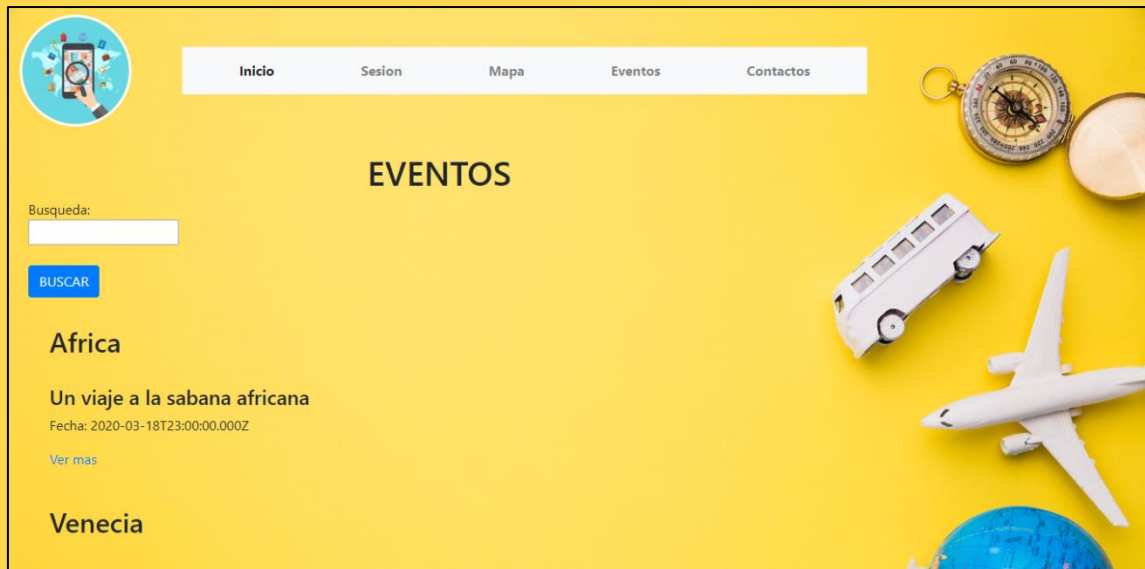 Inicio Sesion Mapa Eventos Contactos
EVENTOS
Busqueda:
BUSCAR
Africa
Un viaje a la sabana africana
Fecha: 2020-03-18T23:00:00.000Z
Ver mas
Venecia